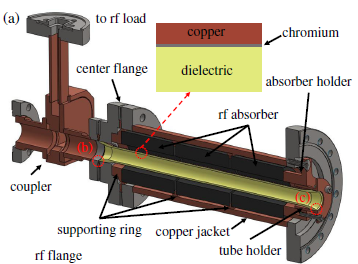 (a)
to rf load
copper
chromium
center flange
dielectric
absorber holder
rf absorber
(b)
(c)
coupler
supporting ring
copper jacket
tube holder
rf flange